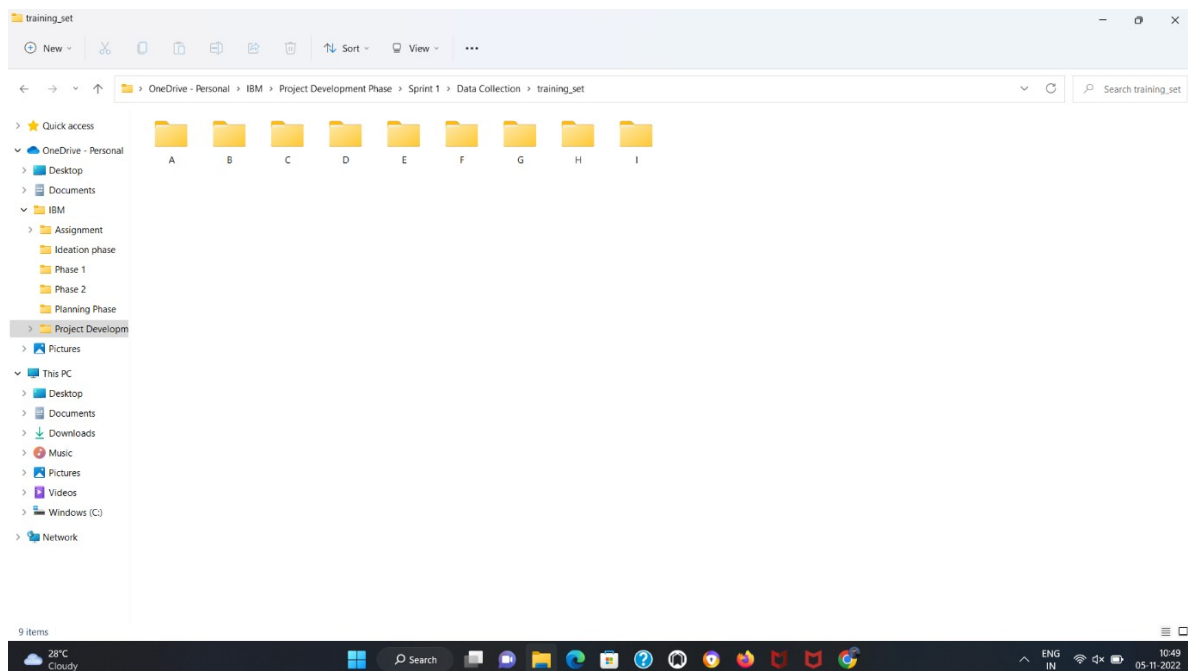 training_set
New Sort View
OneDrive - Personal > IBM > Project Development Phase > Sprint 1 > Data Collection > training_set
Search training_set
Quick access
OneDrive - Personal
Desktop
Documents
IBM
Assignment
Ideation phase
Phase 1
Phase 2
Planning Phase
Project Developm
Pictures
This PC
Desktop
Documents
Downloads
Music
Pictures
Videos
Windows (C:)
Network
A B C D E F G H I
9 items
28°C
Cloudy
Search
ENG
IN
10:49
05-11-2022